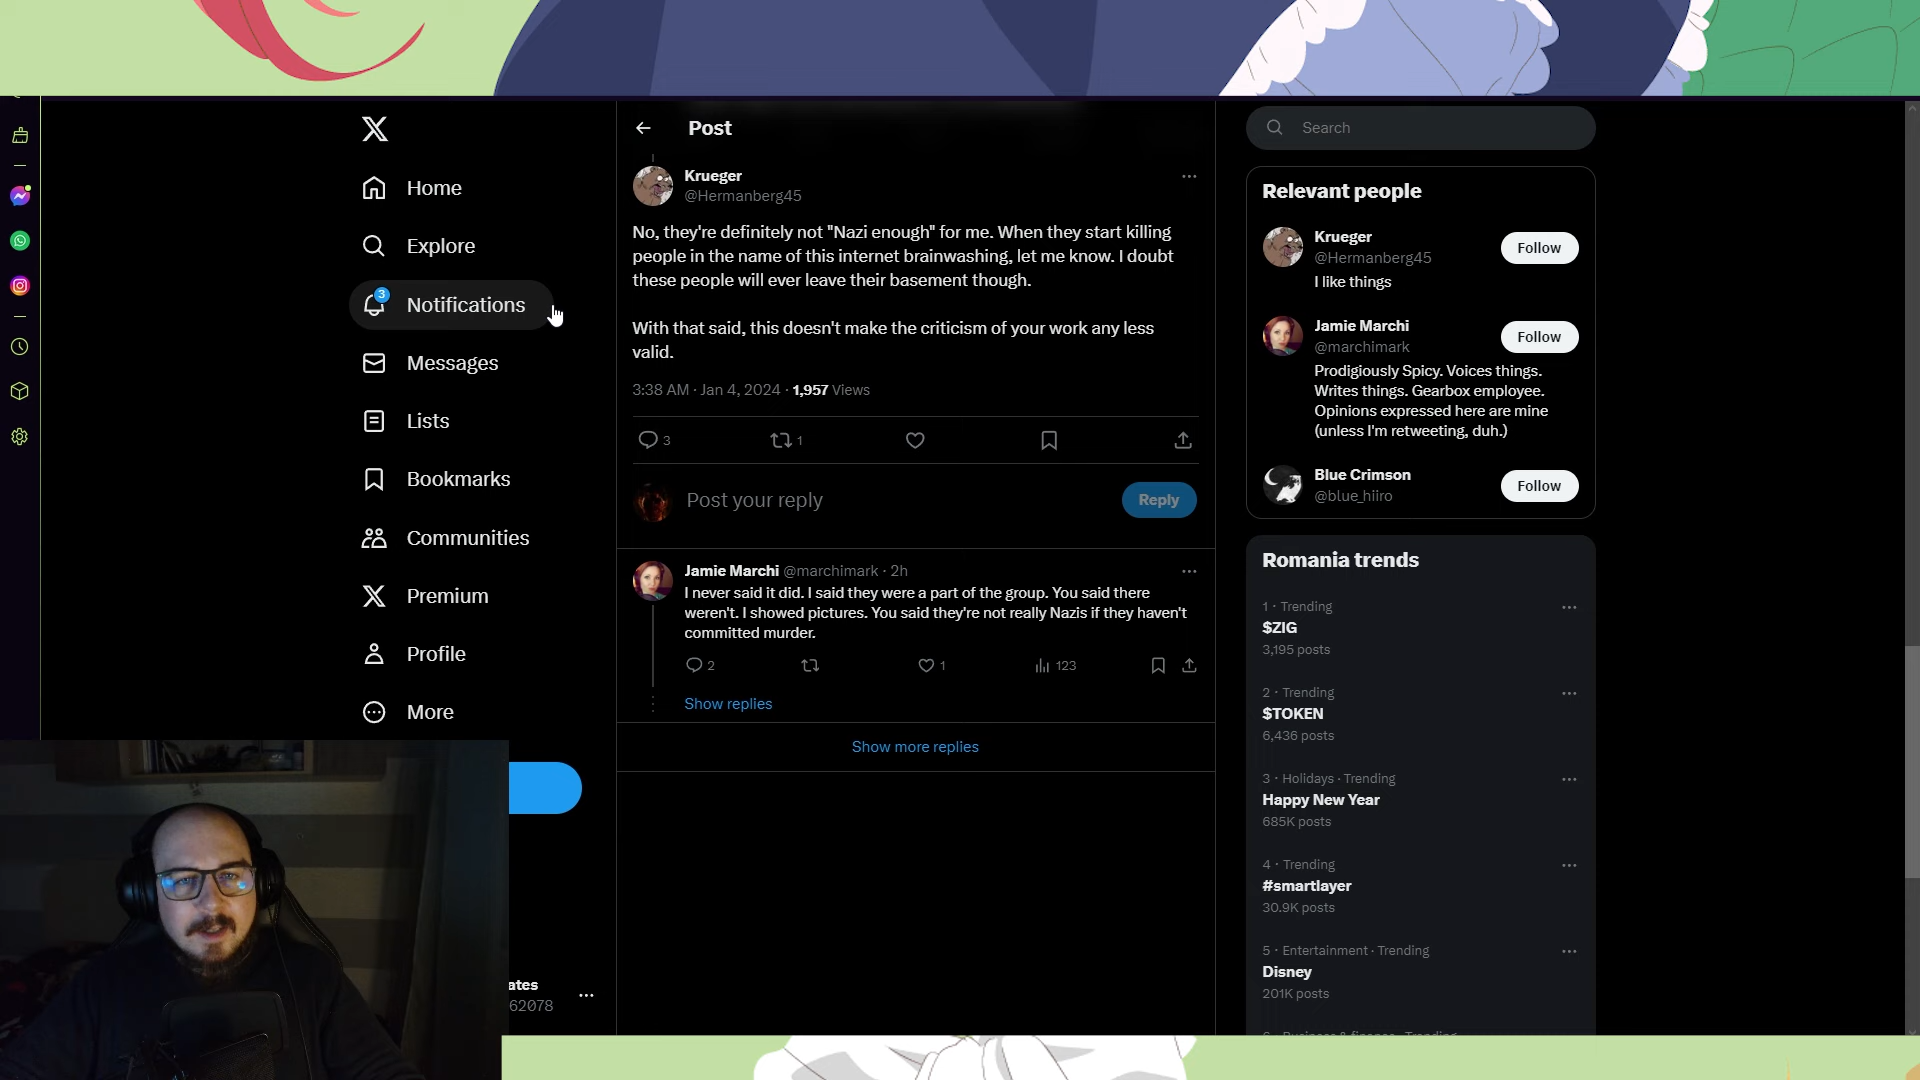 Post
Search
Home
Explore
3
Notifications
Messages
Lists
Bookmarks
Communities
Premium
Profile
More
ates
62078
Krueger
@Hermanberg45
No, they're definitely not "Nazi enough" for me. When they start killing
people in the name of this internet brainwashing, let me know. I doubt
these people will ever leave their basement though.
With that said, this doesn't make the criticism of your work any less
valid.
3:38 AM · Jan 4, 2024 · 1,957 Views
3
1
Post your reply
Reply
Jamie Marchi @marchimark · 2h
I never said it did. I said they were a part of the group. You said there
weren't. I showed pictures. You said they're not really Nazis if they haven't
committed murder.
2
1
123
Show replies
Show more replies
Relevant people
Krueger
@Hermanberg45
Follow
I like things
Jamie Marchi
@marchimark
Follow
Prodigiously Spicy. Voices things.
Writes things. Gearbox employee.
Opinions expressed here are mine
(unless I'm retweeting, duh.)
Blue Crimson
@blue_hiiro
Follow
Romania trends
1 · Trending
$ZIG
3,195 posts
2 · Trending
$TOKEN
6,436 posts
3 · Holidays · Trending
Happy New Year
685K posts
4 · Trending
#smartlayer
30.9K posts
5 · Entertainment · Trending
Disney
201K posts
6 · Business & finance · Trending